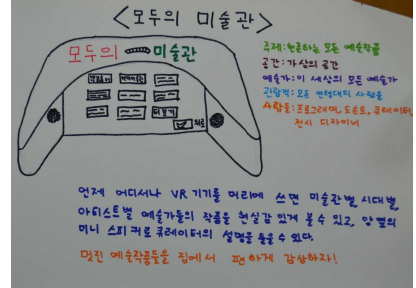 <모두의 미술관>
모두의 미술관
주제: 현존하는 모든 예술작품
공간: 가상의 공간
예술가: 이 세상의 모든 예술가
관람객: 모든 연령대의 사람들
사람들: 프로그래머, 도슨트, 큐레이터,
전시 디자이너
언제 어디서나 VR 기기를 머리에 쓰면 미술관별, 시대별,
아티스트별 예술가들의 작품을 현실감 있게 볼 수 있고, 양 옆의
미니 스피커로 큐레이터의 설명을 들을 수 있다.
멋진 예술작품들을 집에서 편하게 감상하자!